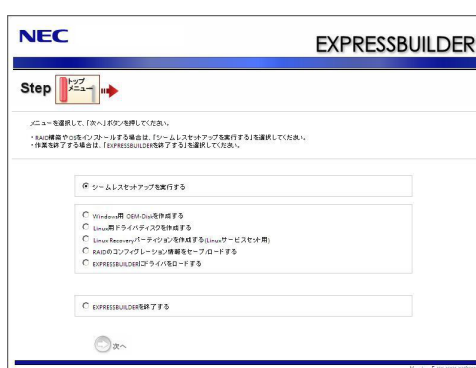 NEC
EXPRESSBUILDER
Step
トップ
メニュー
メニューを選択して、「次へ」ボタンを押してください。
・RAID構築やOSをインストールする場合は、「シームレスセットアップを実行する」を選択してください。
・作業を終了する場合は、「EXPRESSBUILDERを終了する」を選択してください。
シームレスセットアップを実行する
Windows用 OEM-Diskを作成する
Linux用ドライバディスクを作成する
Linux Recoveryパーティションを作成する(Linuxサービスセット用)
RAIDのコンフィグレーション情報をセーブ/ロードする
EXPRESSBUILDERにドライバをロードする
EXPRESSBUILDERを終了する
次へ